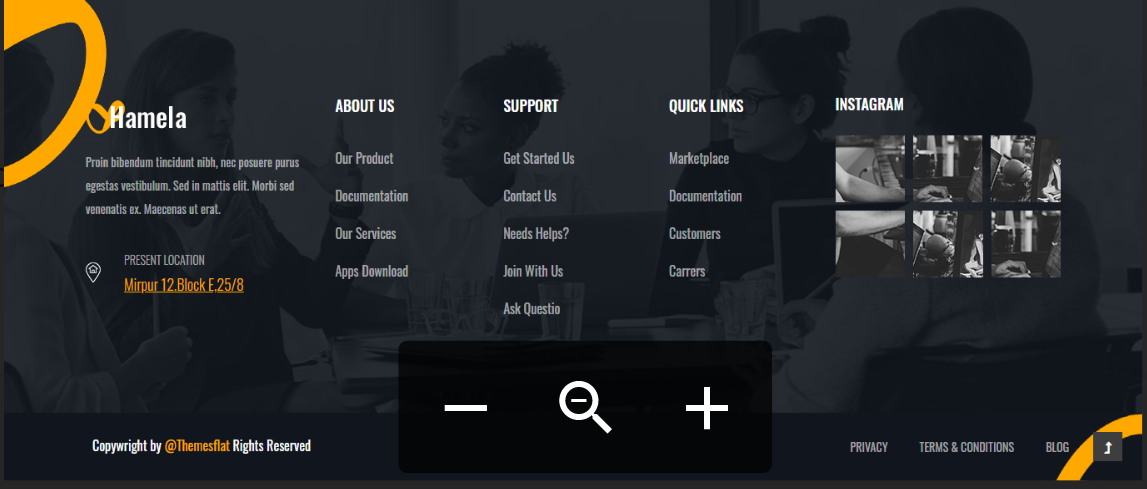 Hamela
Proin bibendum tincidunt nibh, nec posuere purus
egestas vestibulum. Sed in mattis elit. Morbi sed
venenatis ex. Maecenas ut erat.
PRESENT LOCATION
Mirpur 12,Block E,25/8
ABOUT US
Our Product
Documentation
Our Services
Apps Download
SUPPORT
Get Started Us
Contact Us
Needs Helps?
Join With Us
Ask Questio
QUICK LINKS
Marketplace
Documentation
Customers
Carrers
INSTAGRAM
Copywright by @Themesflat Rights Reserved
PRIVACY TERMS & CONDITIONS BLOG